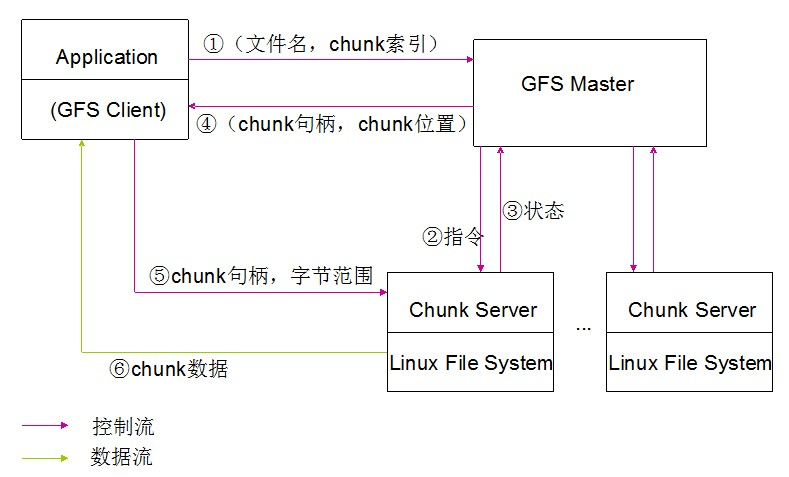 Application
(GFS Client)
①（文件名，chunk索引）
GFS Master
④（chunk句柄，chunk位置）
③状态
②指令
⑤chunk句柄，字节范围
Chunk Server
Linux File System
...
Chunk Server
Linux File System
⑥chunk数据
控制流
数据流